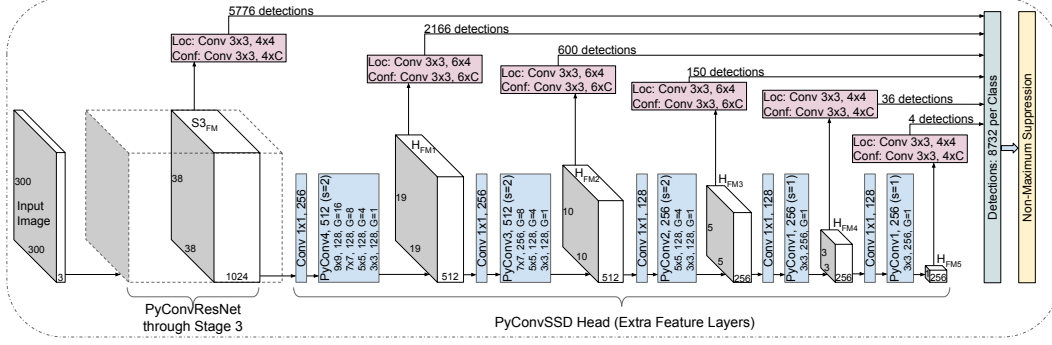 5776 detections
Loc: Conv 3x3, 4x4
Conf: Conv 3x3, 4xC
2166 detections
Loc: Conv 3x3, 6x4
Conf: Conv 3x3, 6xC
600 detections
Loc: Conv 3x3, 6x4
Conf: Conv 3x3, 6xC
150 detections
Loc: Conv 3x3, 6x4
Conf: Conv 3x3, 6xC
36 detections
Loc: Conv 3x3, 4x4
Conf: Conv 3x3, 4xC
4 detections
Loc: Conv 3x3, 4x4
Conf: Conv 3x3, 4xC
300
Input
Image
300
3
S3FM
38
38
1024
Conv 1x1, 256
PyConv4, 512 (s=2)
9x9, 128, G=16
7x7, 128, G=8
5x5, 128, G=4
3x3, 128, G=1
HFM1
19
19
512
Conv 1x1, 256
PyConv3, 512 (s=2)
7x7, 256, G=8
5x5, 128, G=4
3x3, 128, G=1
HFM2
10
10
512
Conv 1x1, 128
PyConv2, 256 (s=2)
5x5, 128, G=4
3x3, 128, G=1
HFM3
5
5
256
Conv 1x1, 128
PyConv1, 256 (s=1)
3x3, 256, G=1
HFM4
3
3
256
Conv 1x1, 128
PyConv1, 256 (s=1)
3x3, 256, G=1
HFM5
256
Detections: 8732 per Class
Non-Maximum Suppression
PyConvResNet
through Stage 3
PyConvSSD Head (Extra Feature Layers)